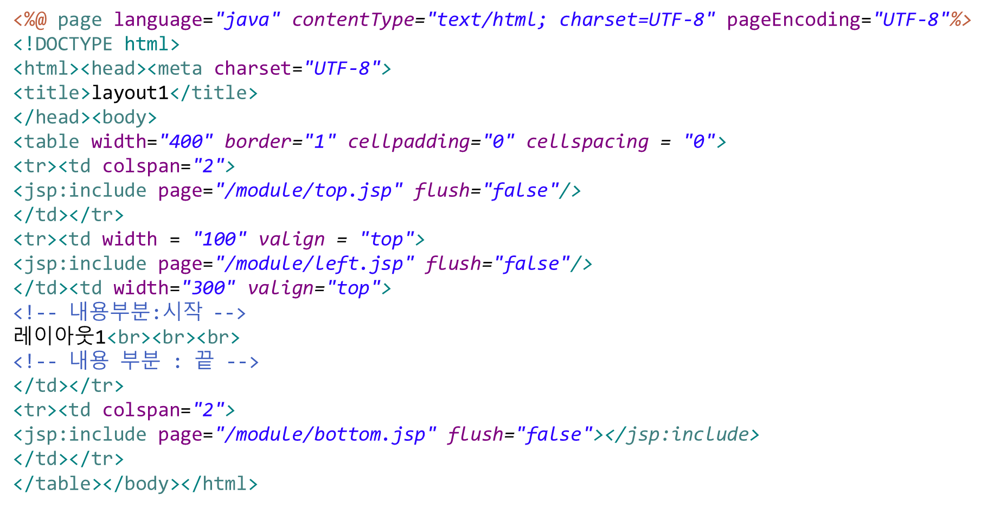 <%@ page language="java" contentType="text/html; charset=UTF-8" pageEncoding="UTF-8"%>
<!DOCTYPE html>
<html><head><meta charset="UTF-8">
<title>layout1</title>
</head><body>
<table width="400" border="1" cellpadding="0" cellspacing = "0">
<tr><td colspan="2">
<jsp:include page="/module/top.jsp" flush="false"/>
</td></tr>
<tr><td width = "100" valign = "top">
<jsp:include page="/module/left.jsp" flush="false"/>
</td><td width="300" valign="top">
<!-- 내용부분:시작 -->
레이아웃1<br><br><br>
<!-- 내용 부분 : 끝 -->
</td></tr>
<tr><td colspan="2">
<jsp:include page="/module/bottom.jsp" flush="false"></jsp:include>
</td></tr>
</table></body></html>